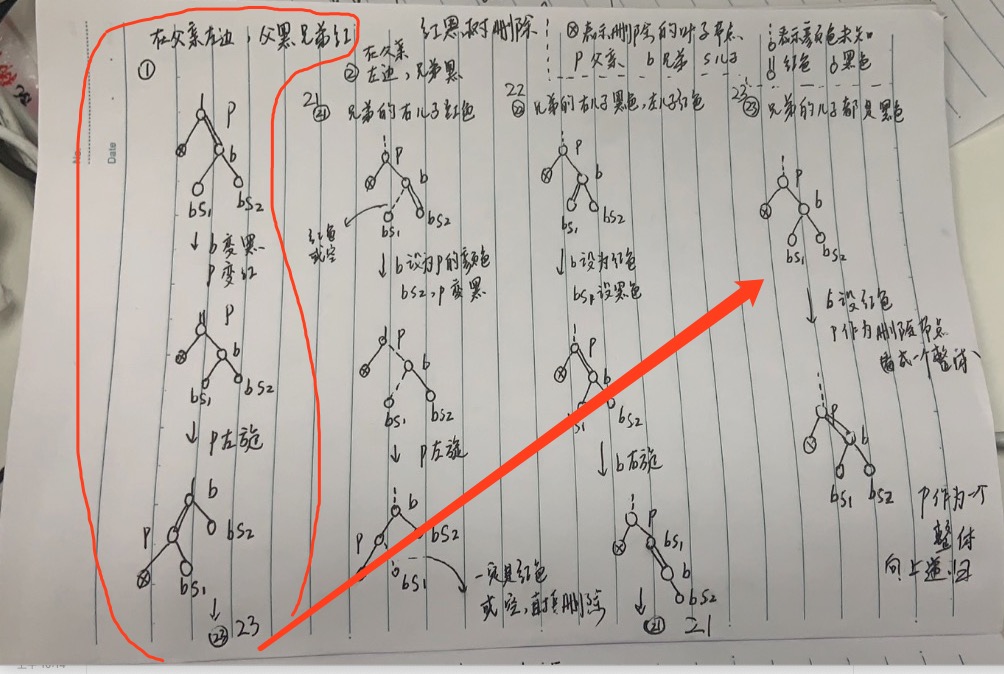 红黑树删除
⊗表示删除的叶子节点
P父亲 b兄弟 S儿子
表示颜色未知
红色 黑色
No.
Date
在父亲左边，父黑兄弟红
①
P
b
bS1
bS2
↓ b变黑
P变红
P
b
bS1
bS2
↓ P左旋
b
P
bS2
bS1
↓
㉓ 23
在父亲
② 左边，兄弟黑
21
㉑ 兄弟的右儿子红色
P
b
bS1
bS2
红色
或空
↓ b设为P的颜色
bS2，P变黑
P
b
bS1
bS2
↓ P左旋
b
P
bS2
bS1
一定是红色
或空，直接删除
22
㉒ 兄弟的右儿子黑色，左儿子红色
P
b
bS1
bS2
↓ b设为红色
设黑色
P
b
S1
bS2
↓ b右旋
P
bS1
b
bS2
↓
㉑ 21
23
㉓ 兄弟的儿子都是黑色
P
b
bS1
bS2
↓ b设红色
P作为删除节点
看成一个整体
P
b
bS1
bS2
P作为一个
整体
向上递归